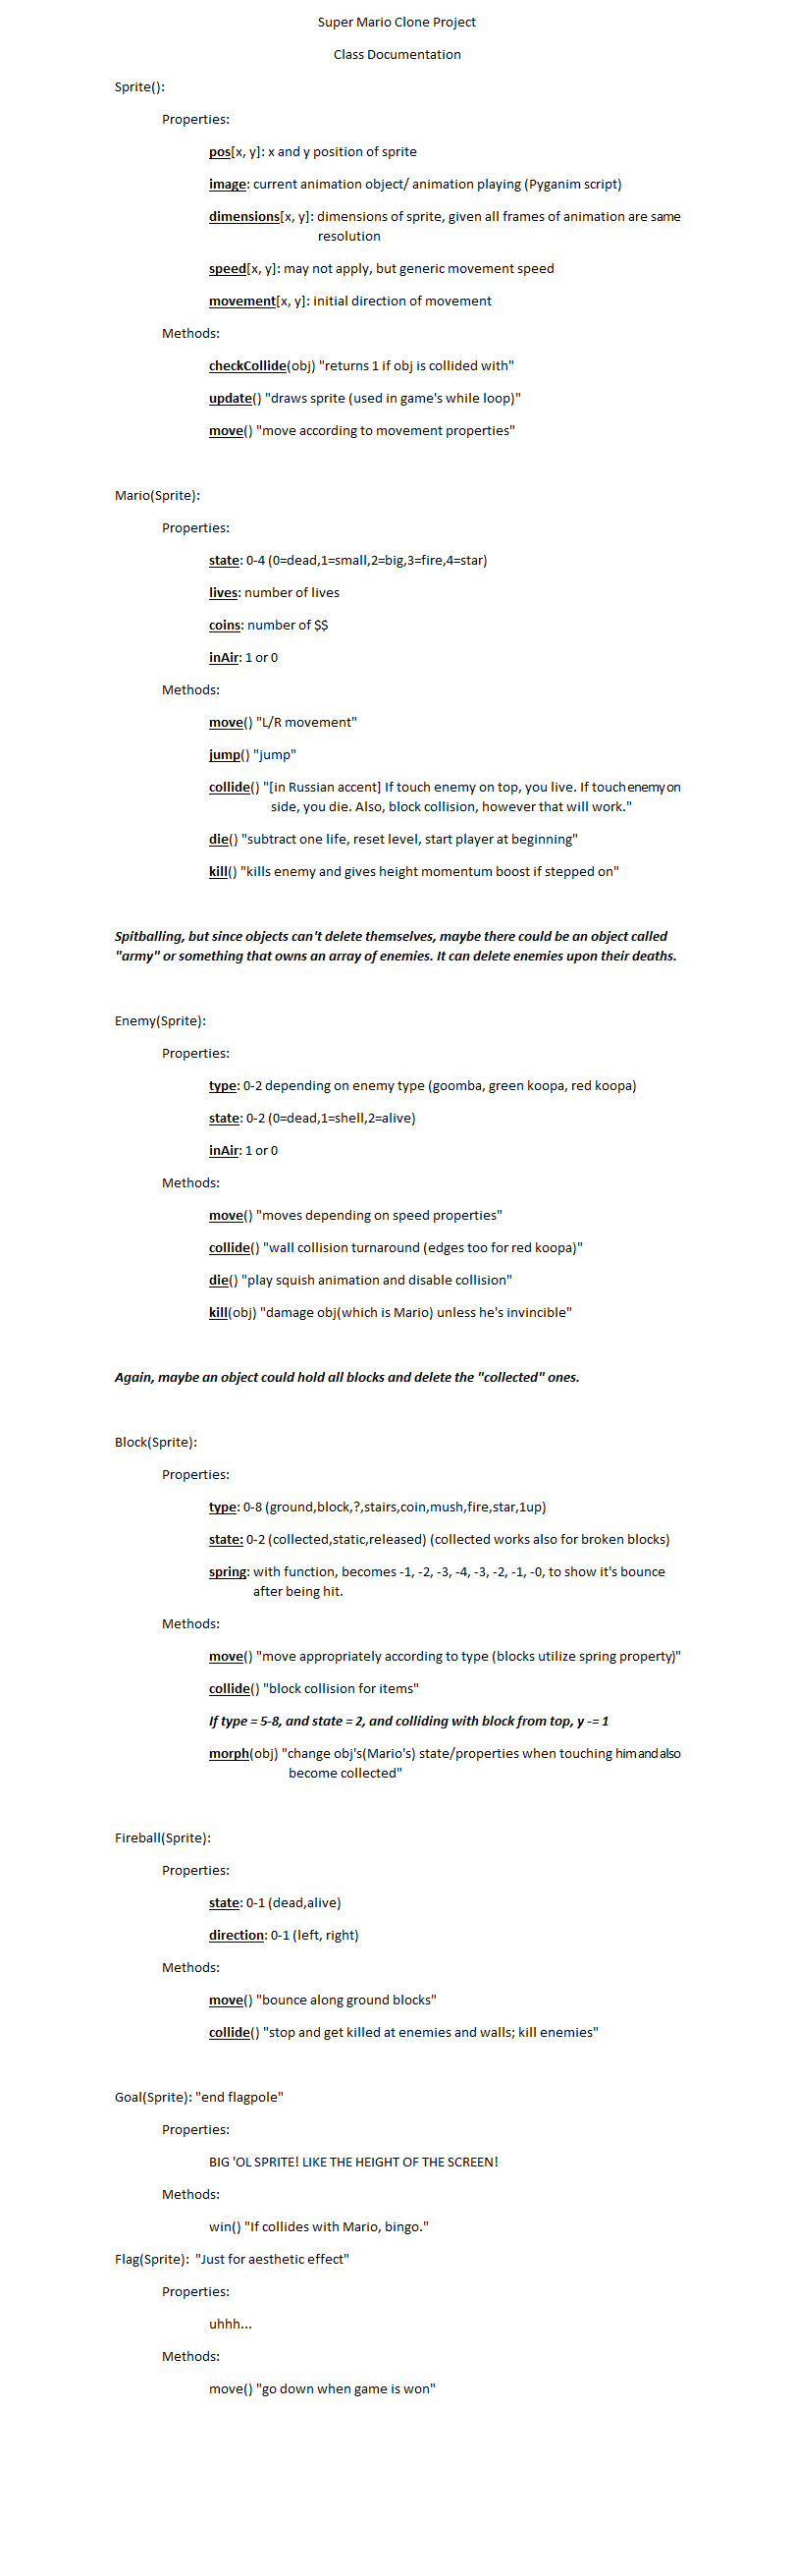 Super Mario Clone Project
Class Documentation
Sprite():
Properties:
pos[x, y]: x and y position of sprite
image: current animation object/ animation playing (Pyganim script)
dimensions[x, y]: dimensions of sprite, given all frames of animation are same
resolution
speed[x, y]: may not apply, but generic movement speed
movement[x, y]: initial direction of movement
Methods:
checkCollide(obj) "returns 1 if obj is collided with"
update() "draws sprite (used in game's while loop)"
move() "move according to movement properties"
Mario(Sprite):
Properties:
state: 0-4 (0=dead,1=small,2=big,3=fire,4=star)
lives: number of lives
coins: number of $$
inAir: 1 or 0
Methods:
move() "L/R movement"
jump() "jump"
collide() "[in Russian accent] If touch enemy on top, you live. If touch enemy on
side, you die. Also, block collision, however that will work."
die() "subtract one life, reset level, start player at beginning"
kill() "kills enemy and gives height momentum boost if stepped on"
Spitballing, but since objects can't delete themselves, maybe there could be an object called
"army" or something that owns an array of enemies. It can delete enemies upon their deaths.
Enemy(Sprite):
Properties:
type: 0-2 depending on enemy type (goomba, green koopa, red koopa)
state: 0-2 (0=dead,1=shell,2=alive)
inAir: 1 or 0
Methods:
move() "moves depending on speed properties"
collide() "wall collision turnaround (edges too for red koopa)"
die() "play squish animation and disable collision"
kill(obj) "damage obj(which is Mario) unless he's invincible"
Again, maybe an object could hold all blocks and delete the "collected" ones.
Block(Sprite):
Properties:
type: 0-8 (ground,block,?,stairs,coin,mush,fire,star,1up)
state: 0-2 (collected,static,released) (collected works also for broken blocks)
spring: with function, becomes -1, -2, -3, -4, -3, -2, -1, -0, to show it's bounce
after being hit.
Methods:
move() "move appropriately according to type (blocks utilize spring property)"
collide() "block collision for items"
If type = 5-8, and state = 2, and colliding with block from top, y -= 1
morph(obj) "change obj's(Mario's) state/properties when touching him and also
become collected"
Fireball(Sprite):
Properties:
state: 0-1 (dead,alive)
direction: 0-1 (left, right)
Methods:
move() "bounce along ground blocks"
collide() "stop and get killed at enemies and walls; kill enemies"
Goal(Sprite): "end flagpole"
Properties:
BIG 'OL SPRITE! LIKE THE HEIGHT OF THE SCREEN!
Methods:
win() "If collides with Mario, bingo."
Flag(Sprite): "Just for aesthetic effect"
Properties:
uhhh...
Methods:
move() "go down when game is won"